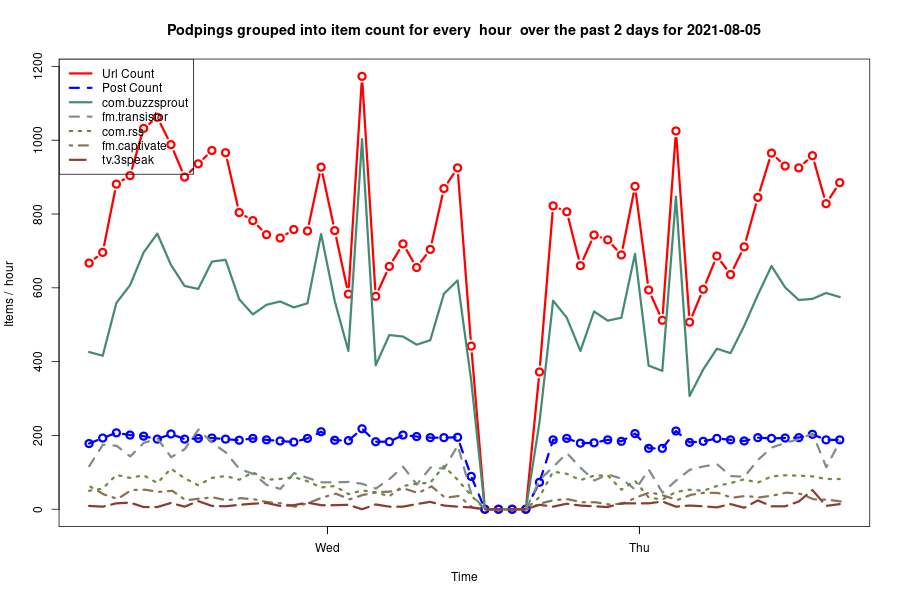 Podpings grouped into item count for every  hour  over the past 2 days for 2021-08-05
Items /  hour
1200
1000
800
600
400
200
0
Url Count
Post Count
com.buzzsprout
fm.transistor
com.rss
fm.captivate
tv.3speak
Wed
Thu
Time